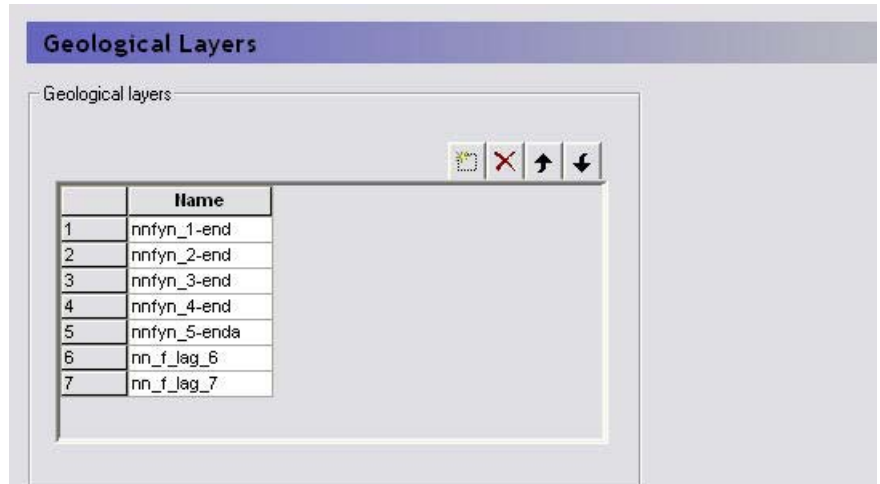 Geological Layers
Geological layers
Name
1 nnfyn_1-end
2 nnfyn_2-end
3 nnfyn_3-end
4 nnfyn_4-end
5 nnfyn_5-enda
6 nn_f_lag_6
7 nn_f_lag_7